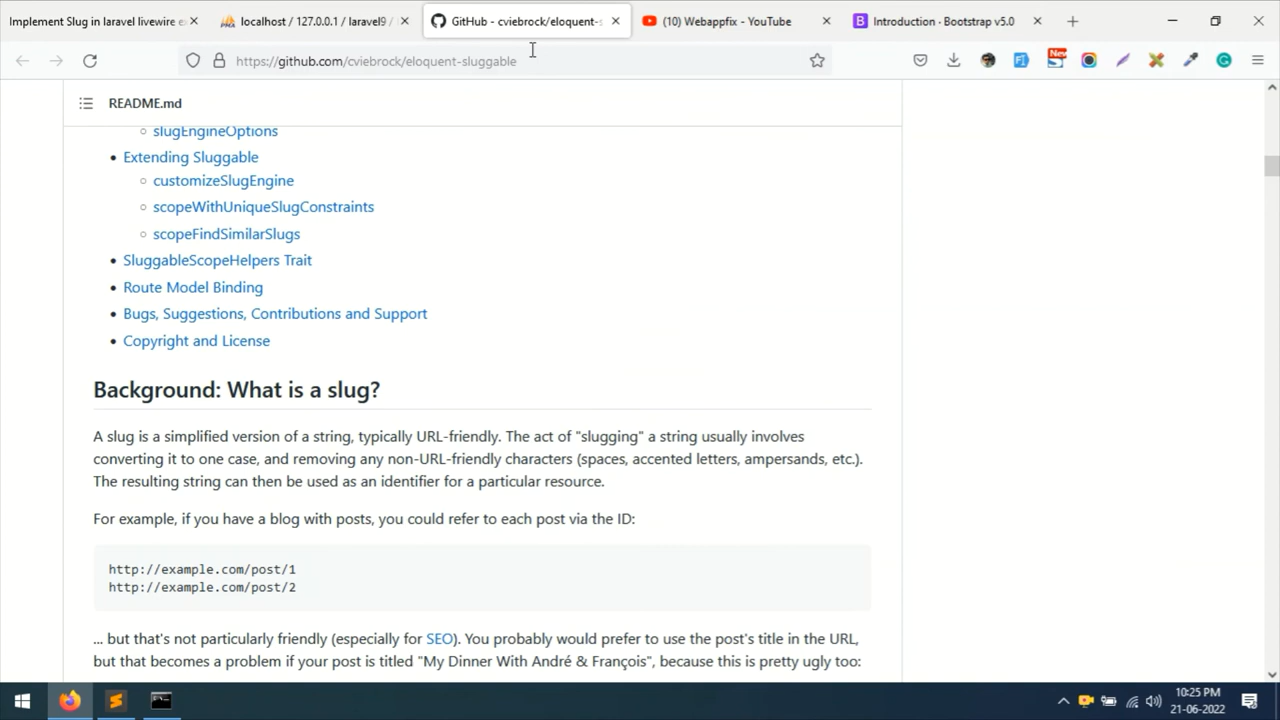 Implement Slug in laravel livewire e
localhost / 127.0.0.1 / laravel9 /
GitHub - cviebrock/eloquent-s
(10) Webappfix - YouTube
B Introduction · Bootstrap v5.0
https://github.com/cviebrock/eloquent-sluggable
New
README.md
slugEngineOptions
Extending Sluggable
customizeSlugEngine
scopeWithUniqueSlugConstraints
scopeFindSimilarSlugs
SluggableScopeHelpers Trait
Route Model Binding
Bugs, Suggestions, Contributions and Support
Copyright and License
Background: What is a slug?
A slug is a simplified version of a string, typically URL-friendly. The act of "slugging" a string usually involves
converting it to one case, and removing any non-URL-friendly characters (spaces, accented letters, ampersands, etc.).
The resulting string can then be used as an identifier for a particular resource.
For example, if you have a blog with posts, you could refer to each post via the ID:
http://example.com/post/1
http://example.com/post/2
... but that's not particularly friendly (especially for SEO). You probably would prefer to use the post's title in the URL,
but that becomes a problem if your post is titled "My Dinner With André & François", because this is pretty ugly too:
10:25 PM
21-06-2022